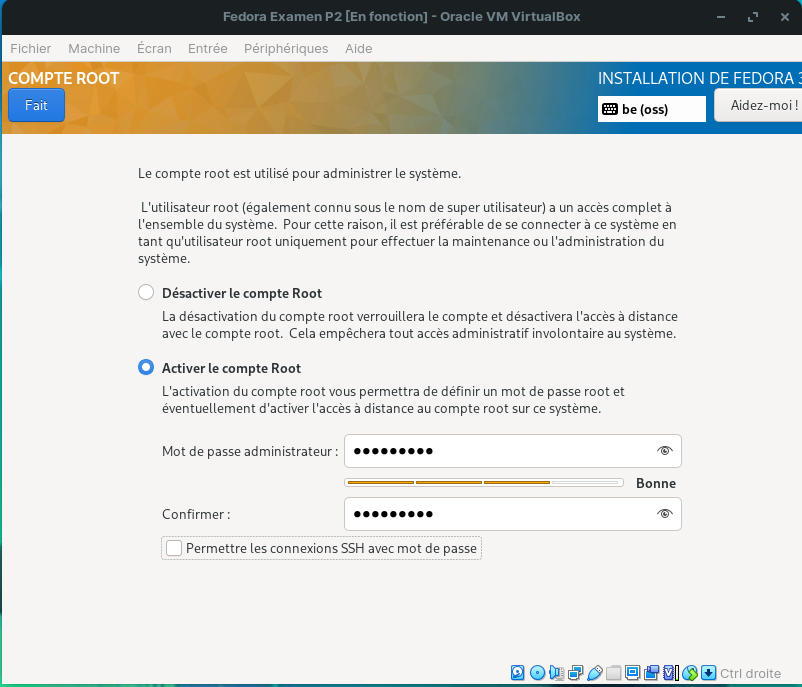 Fedora Examen P2 [En fonction] - Oracle VM VirtualBox
Fichier Machine Écran Entrée Périphériques Aide
COMPTE ROOT
INSTALLATION DE FEDORA
Fait
be (oss)
Aidez-moi !
Le compte root est utilisé pour administrer le système.
L'utilisateur root (également connu sous le nom de super utilisateur) a un accès complet à
l'ensemble du système. Pour cette raison, il est préférable de se connecter à ce système en
tant qu'utilisateur root uniquement pour effectuer la maintenance ou l'administration du
système.
Désactiver le compte Root
La désactivation du compte root verrouillera le compte et désactivera l'accès à distance
avec le compte root. Cela empêchera tout accès administratif involontaire au système.
Activer le compte Root
L'activation du compte root vous permettra de définir un mot de passe root et
éventuellement d'activer l'accès à distance au compte root sur ce système.
Mot de passe administrateur : ●●●●●●●●●
Bonne
Confirmer : ●●●●●●●●●
Permettre les connexions SSH avec mot de passe
Ctrl droite